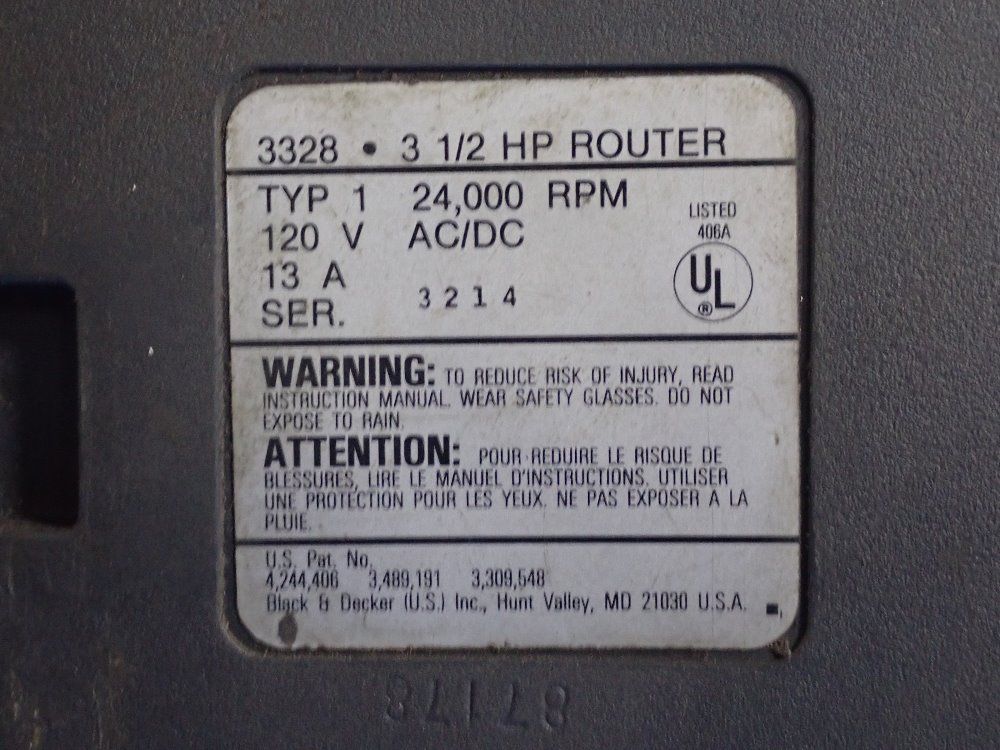 3328 • 3 1/2 HP ROUTER
TYP 1 24,000 RPM
120 V AC/DC
13 A
SER. 3214
LISTED
406A
UL
®
WARNING: TO REDUCE RISK OF INJURY, READ
INSTRUCTION MANUAL. WEAR SAFETY GLASSES. DO NOT
EXPOSE TO RAIN.
ATTENTION: POUR REDUIRE LE RISQUE DE
BLESSURES, LIRE LE MANUEL D'INSTRUCTIONS. UTILISER
UNE PROTECTION POUR LES YEUX. NE PAS EXPOSER A LA
PLUIE.
U.S. Pat. No.
4,244,406 3,489,191 3,309,548
Black & Decker (U.S.) Inc., Hunt Valley, MD 21030 U.S.A.